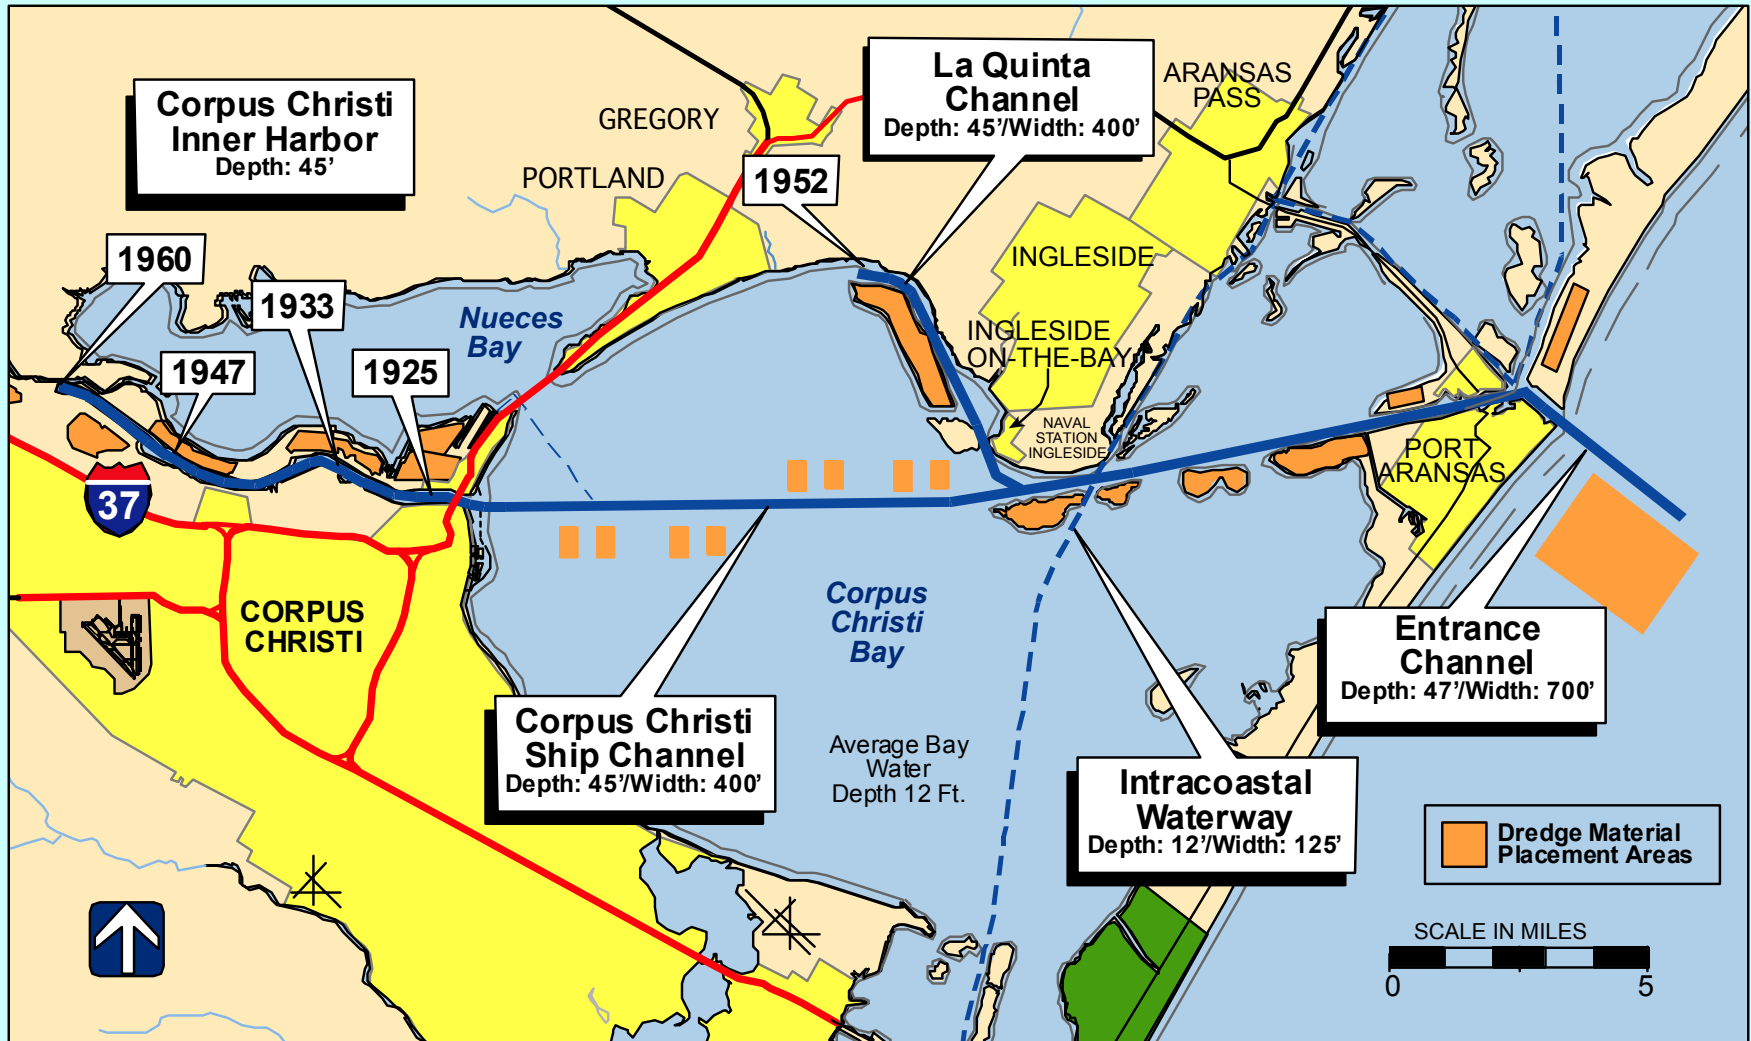 Corpus Christi
Inner Harbor
Depth: 45’
GREGORY
PORTLAND
1952
La Quinta
Channel
Depth: 45’/Width: 400’
ARANSAS
PASS
1960
1933
1947
1925
Nueces
Bay
INGLESIDE
INGLESIDE
ON-THE-BAY
NAVAL
STATION
INGLESIDE
PORT
ARANSAS
37
CORPUS
CHRISTI
Corpus
Christi
Bay
Entrance
Channel
Depth: 47’/Width: 700’
Corpus Christi
Ship Channel
Depth: 45’/Width: 400’
Average Bay
Water
Depth 12 Ft.
Intracoastal
Waterway
Depth: 12’/Width: 125’
Dredge Material
Placement Areas
SCALE IN MILES
0 5